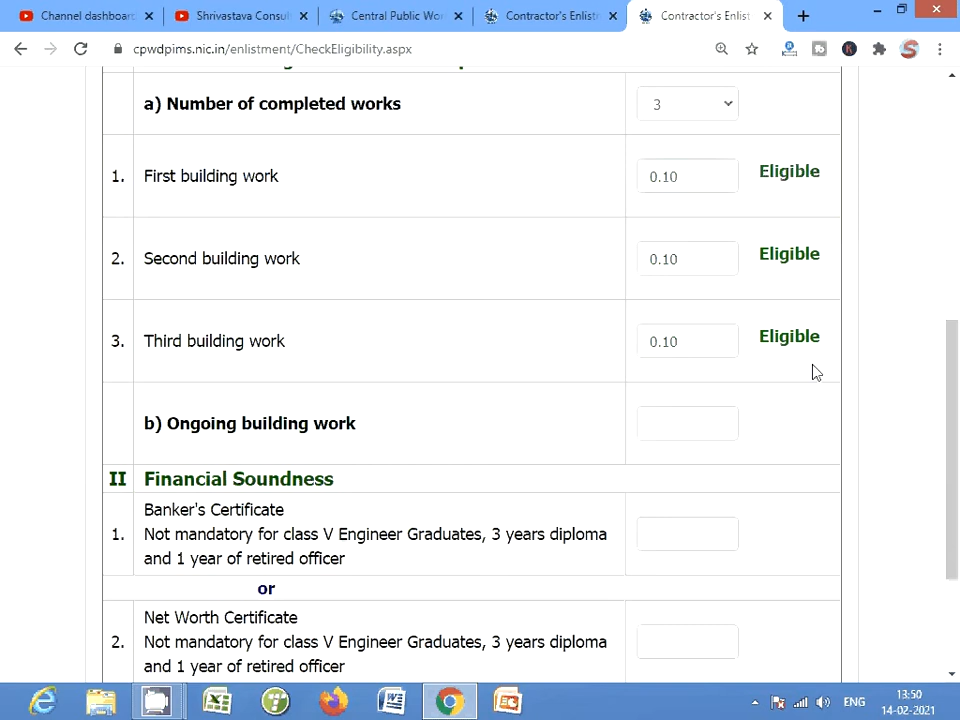 Channel dashboar
Shrivastava Consul
Central Public Wor
Contractor's Enlistm
Contractor's Enlist
cpwdpims.nic.in/enlistment/CheckEligibility.aspx
a) Number of completed works
3
1. First building work 0.10 Eligible
2. Second building work 0.10 Eligible
3. Third building work 0.10 Eligible
b) Ongoing building work
II Financial Soundness
Banker's Certificate
1. Not mandatory for class V Engineer Graduates, 3 years diploma
and 1 year of retired officer
or
Net Worth Certificate
2. Not mandatory for class V Engineer Graduates, 3 years diploma
and 1 year of retired officer
ENG
13:50
14-02-2021